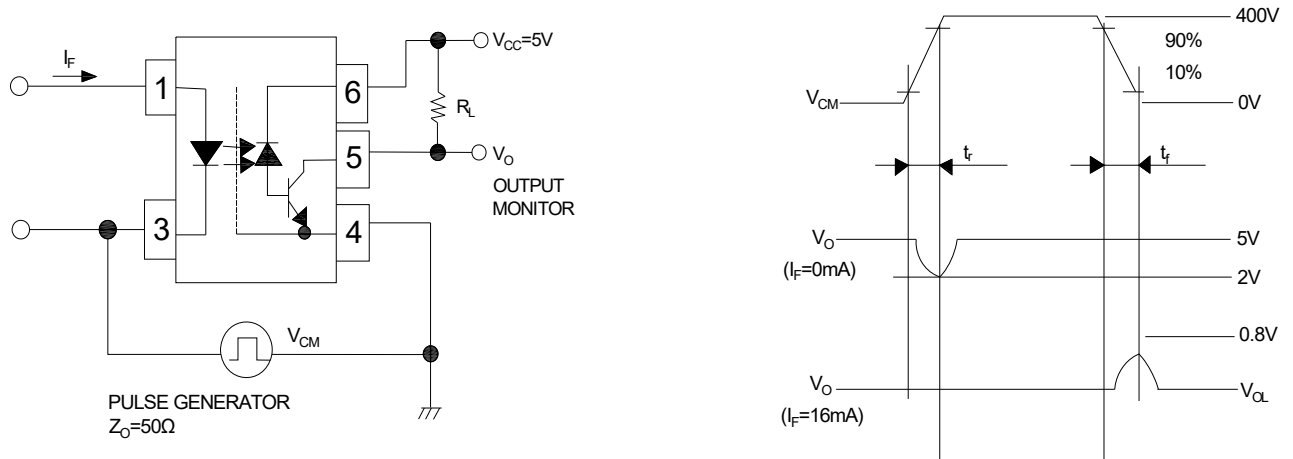 I_F
V_CC=5V
1
6
R_L
5
V_O
OUTPUT
MONITOR
3
4
V_CM
PULSE GENERATOR
Z_O=50Ω
400V
90%
10%
V_CM
0V
t_r
t_f
V_O
5V
(I_F=0mA)
2V
0.8V
V_O
V_OL
(I_F=16mA)